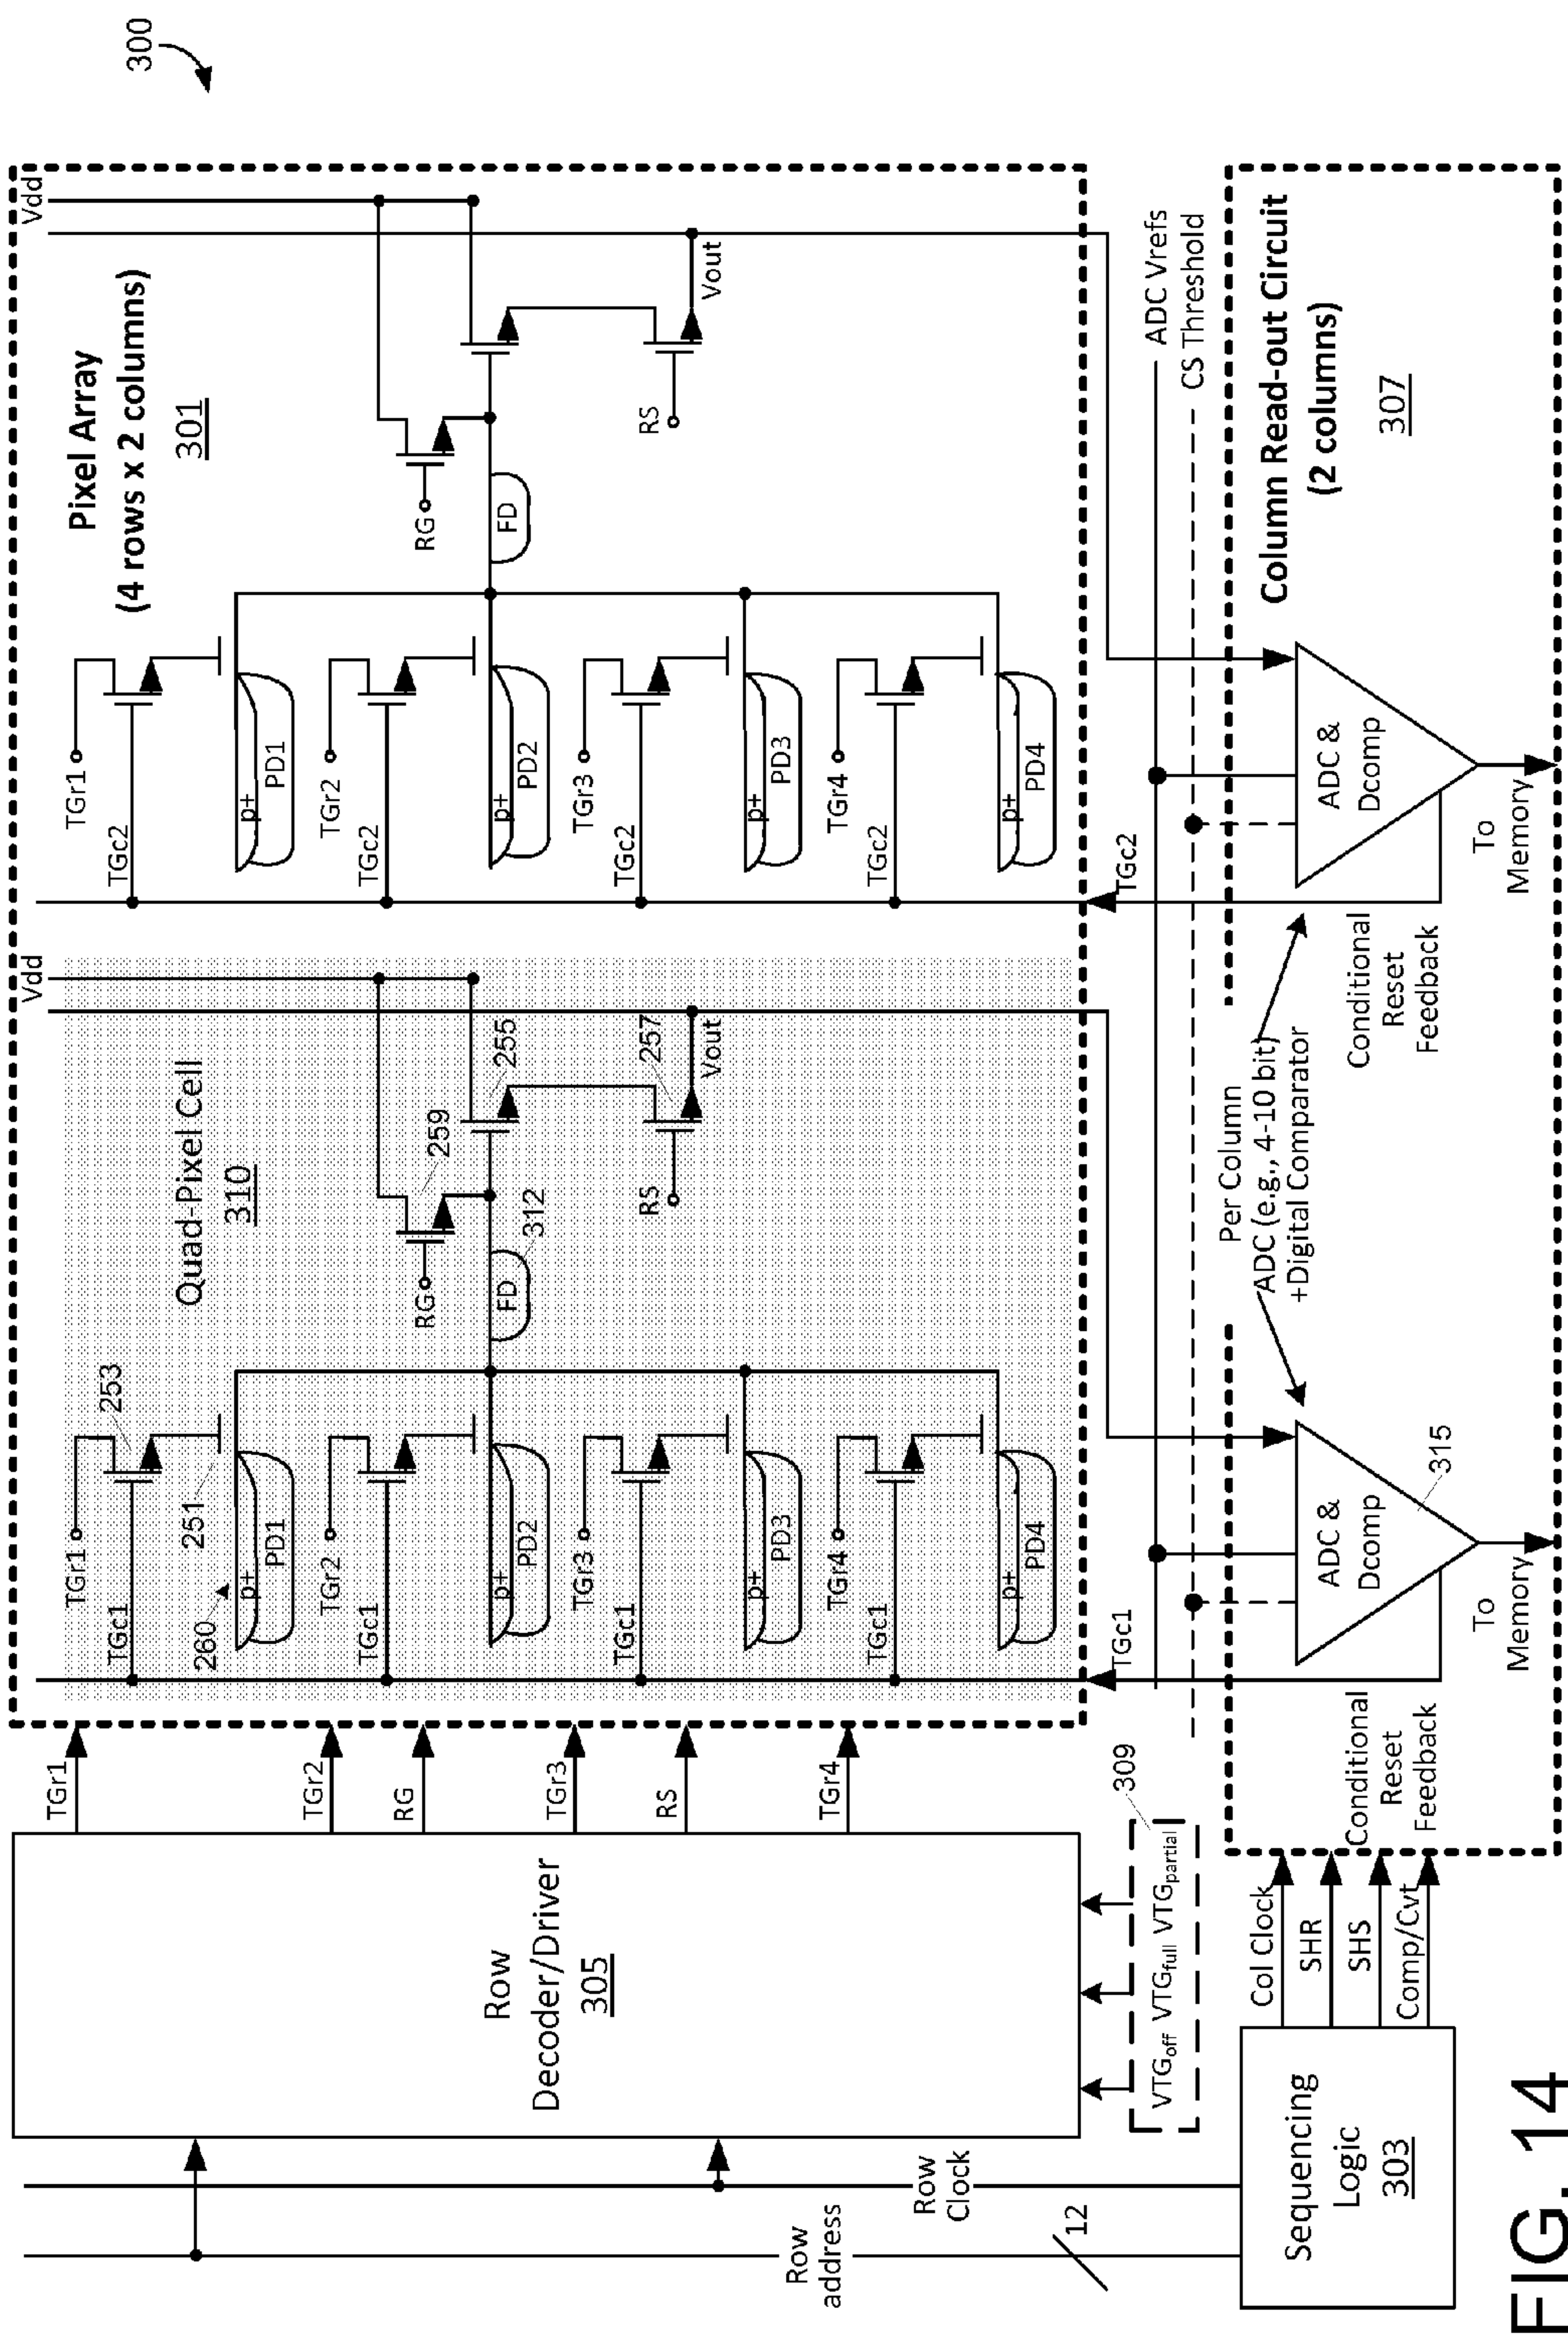 300
Vdd
Vdd
Pixel Array
(4 rows x 2 columns)
301
Quad-Pixel Cell
310
TGr1
TGr2
RG
TGr3
RS
TGr4
Row
Decoder/Driver
305
TGr1
253
TGc1
251
260
p+
PD1
TGr2
TGc1
p+
PD2
TGr3
TGc1
p+
PD3
TGr4
TGc1
p+
PD4
RG
259
FD
312
255
RS
257
Vout
TGr1
TGc2
p+
PD1
TGr2
TGc2
p+
PD2
TGr3
TGc2
p+
PD3
TGr4
TGc2
p+
PD4
RG
FD
RS
Vout
Row
address
12
Row
Clock
VTGoff VTGfull VTGpartial
309
TGc1
TGc2
ADC Vrefs
CS Threshold
Sequencing
Logic
303
Col Clock
SHR
SHS
Comp/Cvt
Conditional
Reset
Feedback
ADC &
Dcomp
315
To
Memory
Per Column
ADC (e.g., 4-10 bit)
+Digital Comparator
Conditional
Reset
Feedback
ADC &
Dcomp
To
Memory
Column Read-out Circuit
(2 columns)
307
FIG. 14